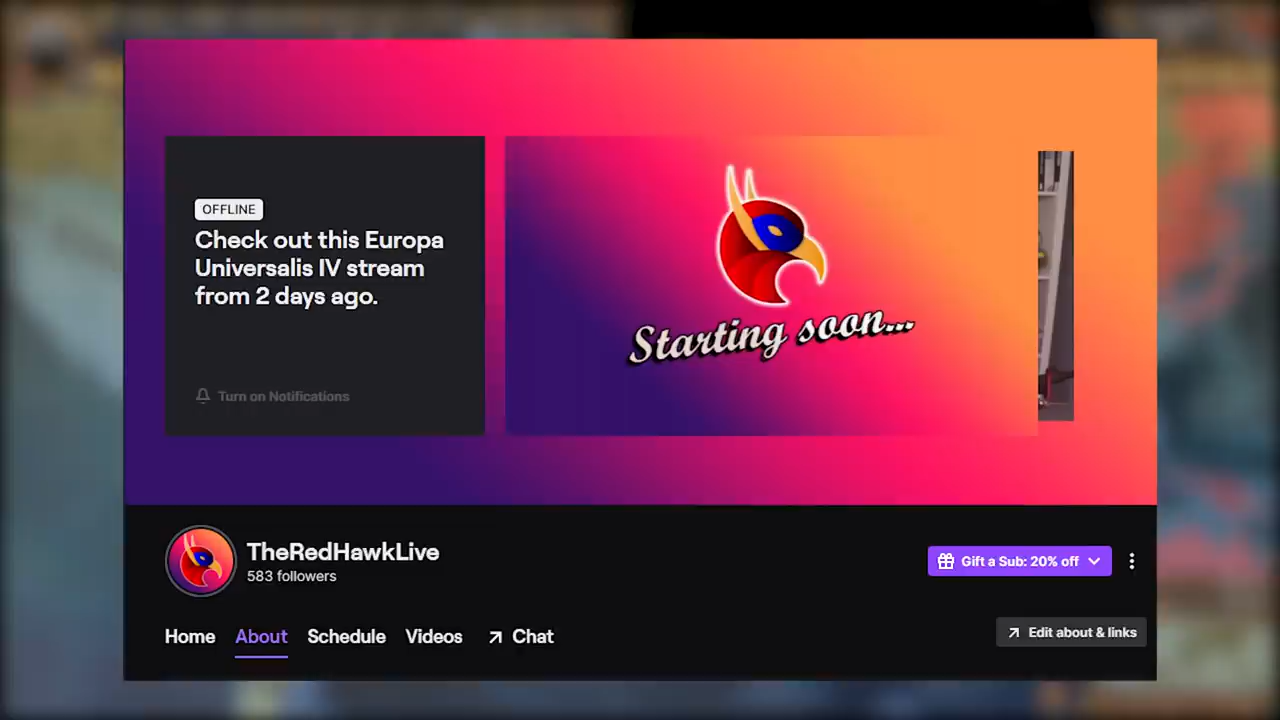 OFFLINE
Check out this Europa
Universalis IV stream
from 2 days ago.
Turn on Notifications
Starting soon...
TheRedHawkLive
583 followers
Gift a Sub: 20% off
Home About Schedule Videos Chat
Edit about & links